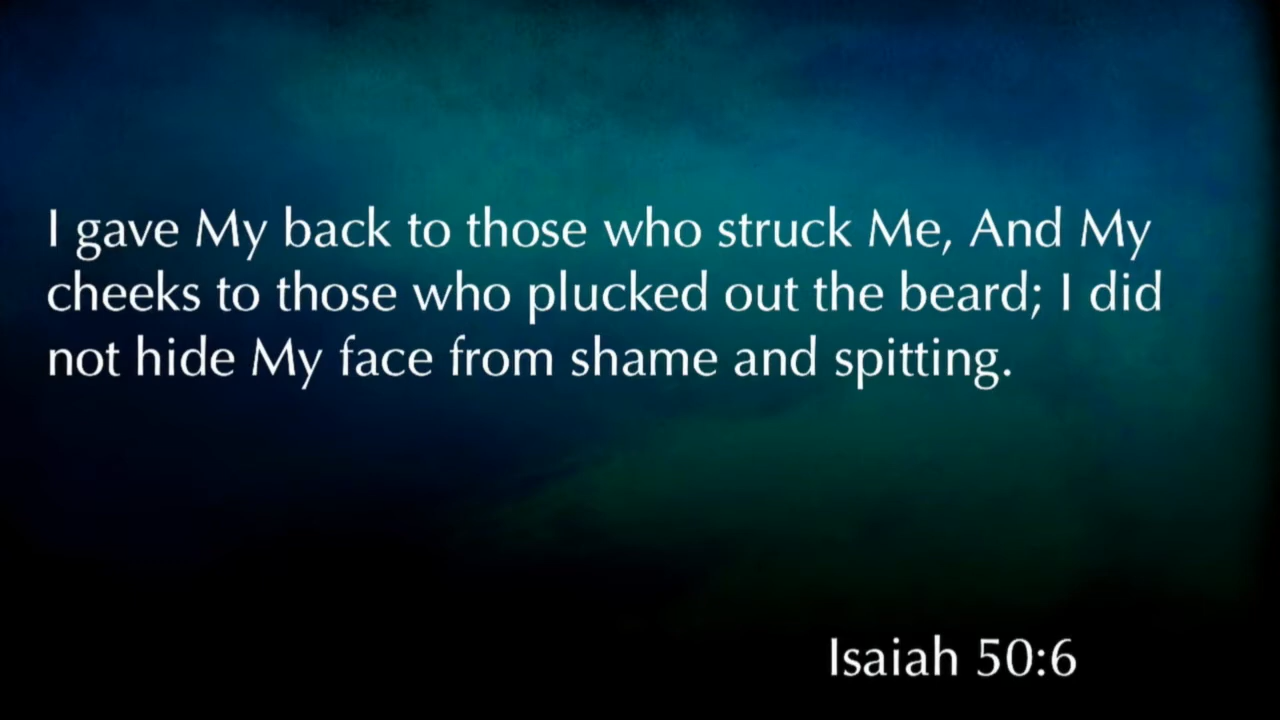 I gave My back to those who struck Me, And My
cheeks to those who plucked out the beard; I did
not hide My face from shame and spitting.
Isaiah 50:6